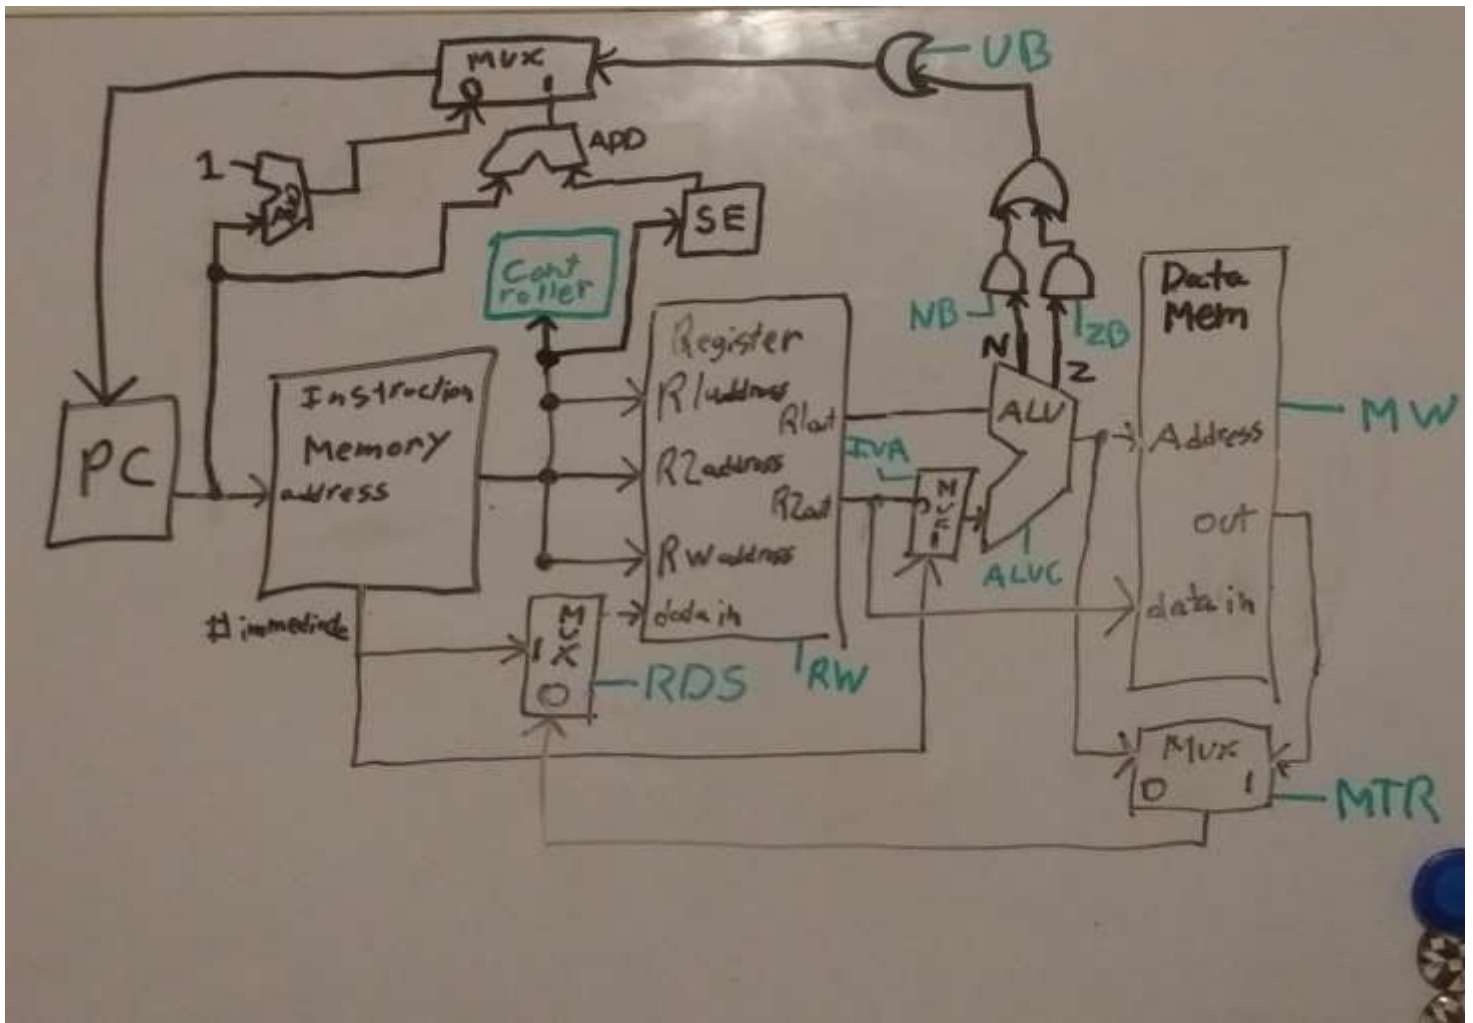 MUX
0 1
UB
1
ADD
ADD
SE
Cont
roller
NB
ZB
N
Z
Data
Mem
Register
R1 address
R1out
ALU
MW
Instruction
Memory
address
PC
IVA
R2 address
R2out
MUX
1
Address
out
ALUC
RW address
data in
data in
# immediate
MUX
1
0
RDS
RW
MUX
0 1
MTR